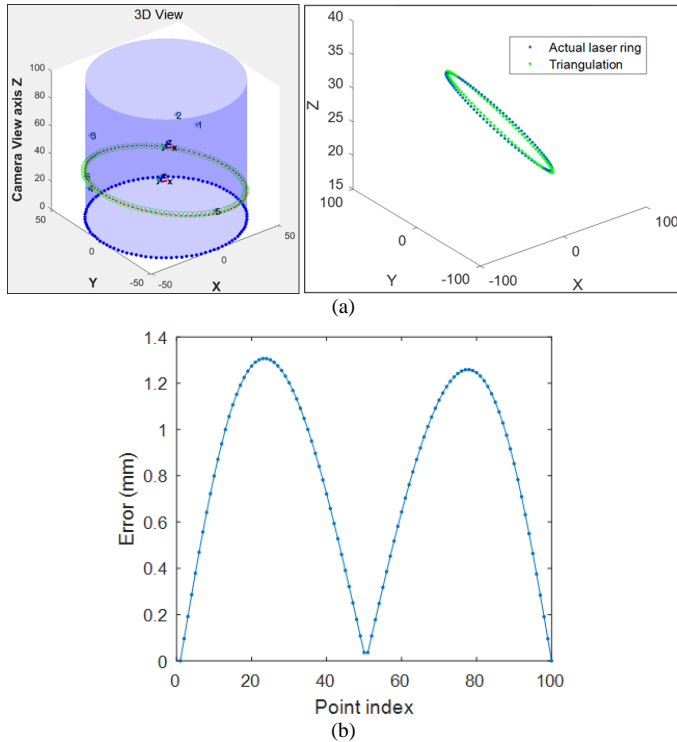 3D View
Camera View axis Z
100
80
60
40
20
0
50
0
-50
Y
-50
0
50
X
2
1
3
4
5
z
x
y
z
x
y
Actual laser ring
Triangulation
Z
40
35
30
25
20
15
100
0
-100
Y
-100
0
100
X
(a)
Error (mm)
1.4
1.2
1
0.8
0.6
0.4
0.2
0
0 20 40 60 80 100
Point index
(b)